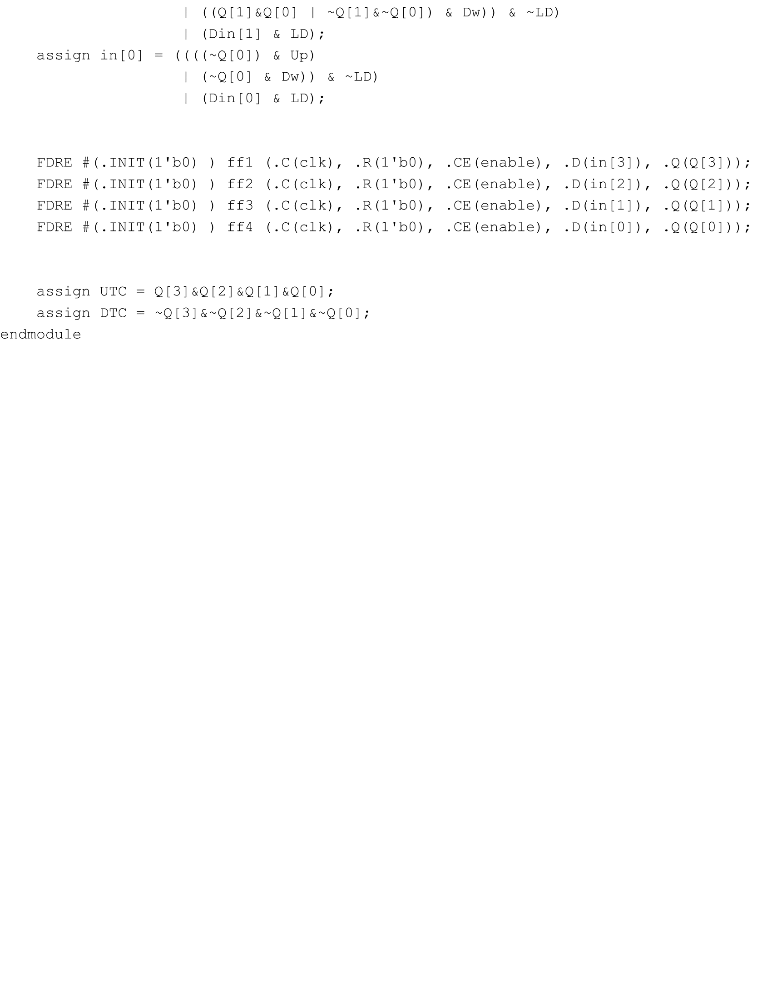 | ((Q[1]&Q[0] | ~Q[1]&~Q[0]) & Dw)) & ~LD)
| (Din[1] & LD);
assign in[0] = ((((~Q[0]) & Up)
| (~Q[0] & Dw)) & ~LD)
| (Din[0] & LD);
FDRE #(.INIT(1'b0) ) ff1 (.C(clk), .R(1'b0), .CE(enable), .D(in[3]), .Q(Q[3]));
FDRE #(.INIT(1'b0) ) ff2 (.C(clk), .R(1'b0), .CE(enable), .D(in[2]), .Q(Q[2]));
FDRE #(.INIT(1'b0) ) ff3 (.C(clk), .R(1'b0), .CE(enable), .D(in[1]), .Q(Q[1]));
FDRE #(.INIT(1'b0) ) ff4 (.C(clk), .R(1'b0), .CE(enable), .D(in[0]), .Q(Q[0]));
assign UTC = Q[3]&Q[2]&Q[1]&Q[0];
assign DTC = ~Q[3]&~Q[2]&~Q[1]&~Q[0];
endmodule